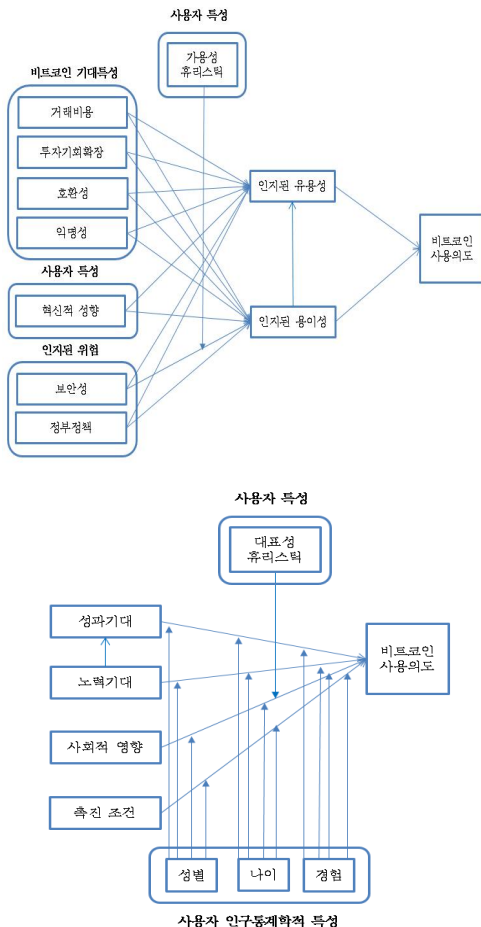 사용자 특성
가용성
휴리스틱
비트코인 기대특성
거래비용
투자기회확장
호환성
익명성
인지된 유용성
비트코인
사용의도
사용자 특성
혁신적 성향
인지된 용이성
인지된 위험
보안성
정부정책
사용자 특성
대표성
휴리스틱
성과기대
비트코인
사용의도
노력기대
사회적 영향
촉진 조건
성별
나이
경험
사용자 인구통계학적 특성